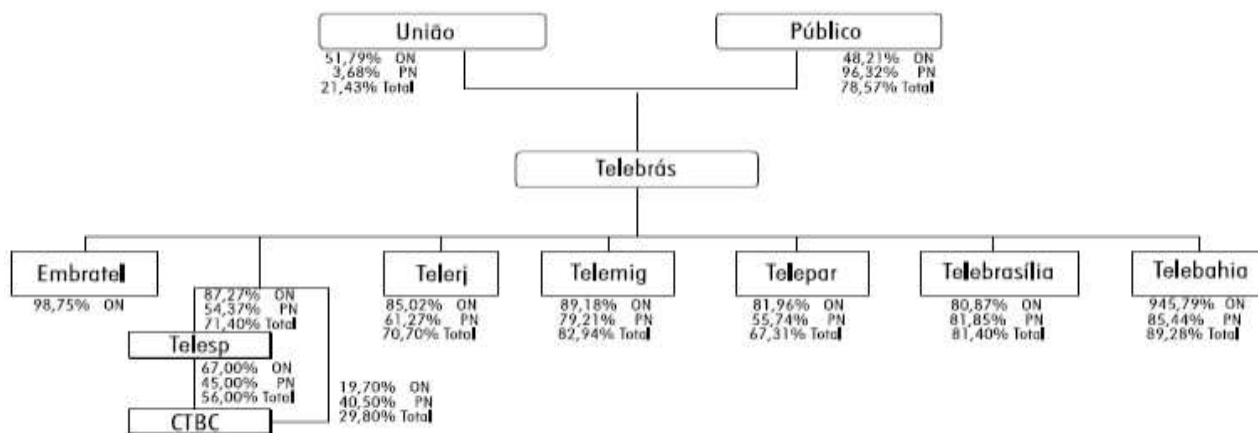 União
51,79% ON
3,68% PN
21,43% Total
Público
48,21% ON
96,32% PN
78,57% Total
Telebrás
Embratel
98,75% ON
87,27% ON
54,37% PN
71,40% Total
Telesp
67,00% ON
45,00% PN
56,00% Total
CTBC
19,70% ON
40,50% PN
29,80% Total
Telerj
85,02% ON
61,27% PN
70,70% Total
Telemig
89,18% ON
79,21% PN
82,94% Total
Telepar
81,96% ON
55,74% PN
67,31% Total
Telebrasília
80,87% ON
81,85% PN
81,40% Total
Telebahia
945,79% ON
85,44% PN
89,28% Total